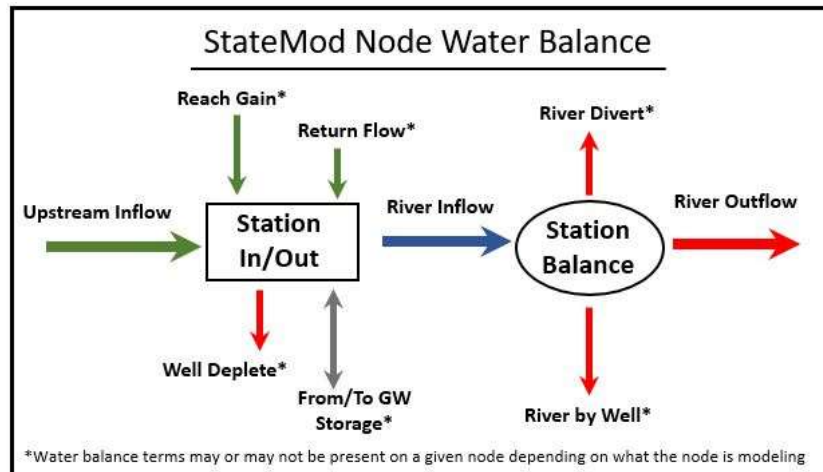 StateMod Node Water Balance
Reach Gain*
Return Flow*
River Divert*
Upstream Inflow
River Inflow
River Outflow
Station
In/Out
Station
Balance
Well Deplete*
From/To GW
Storage*
River by Well*
*Water balance terms may or may not be present on a given node depending on what the node is modeling